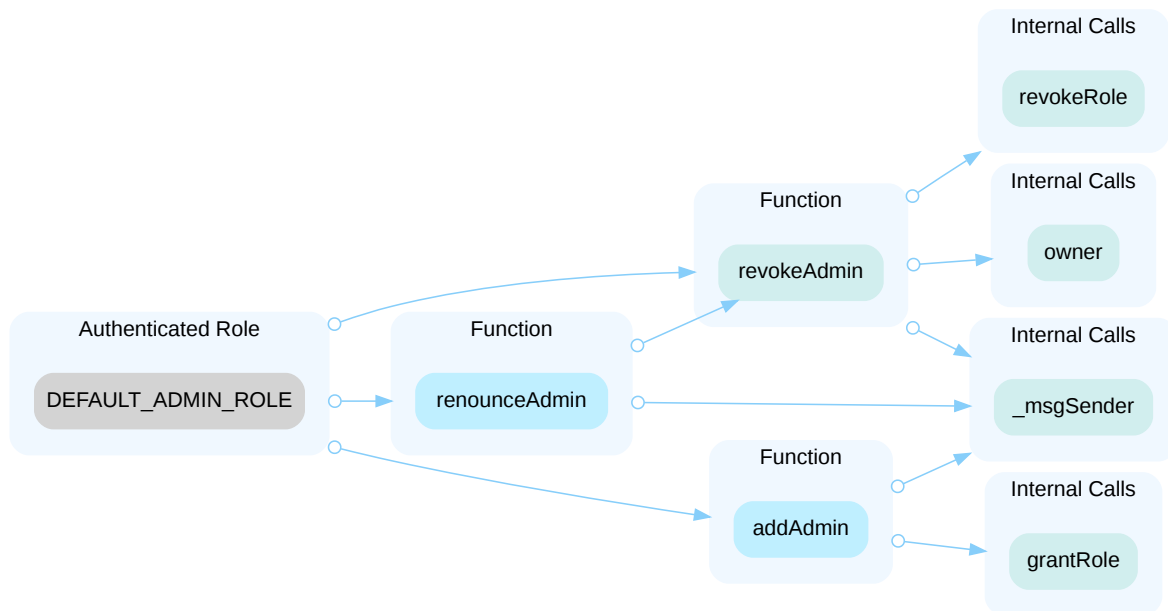 Authenticated Role
DEFAULT_ADMIN_ROLE
Function
renounceAdmin
Function
revokeAdmin
Function
addAdmin
Internal Calls
revokeRole
Internal Calls
owner
Internal Calls
_msgSender
Internal Calls
grantRole